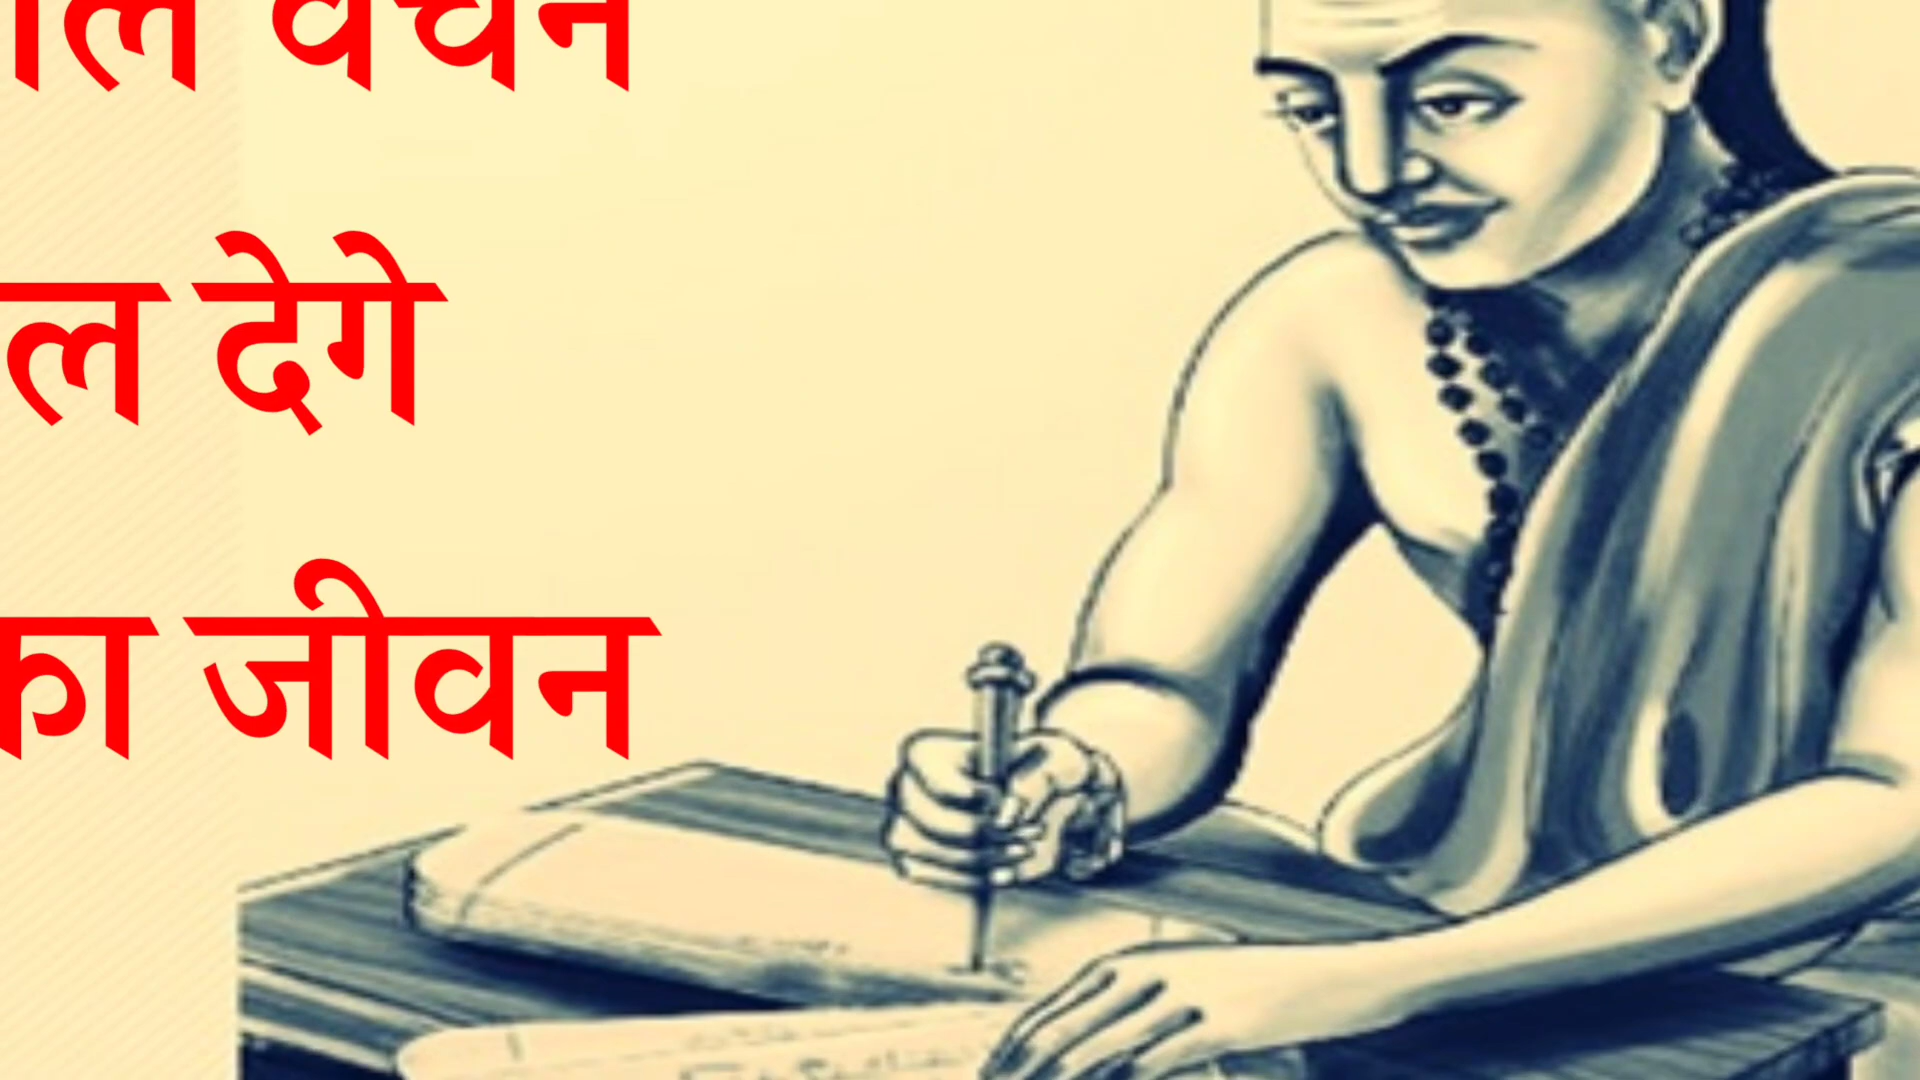 ल वचन
ल देगे
का जीवन